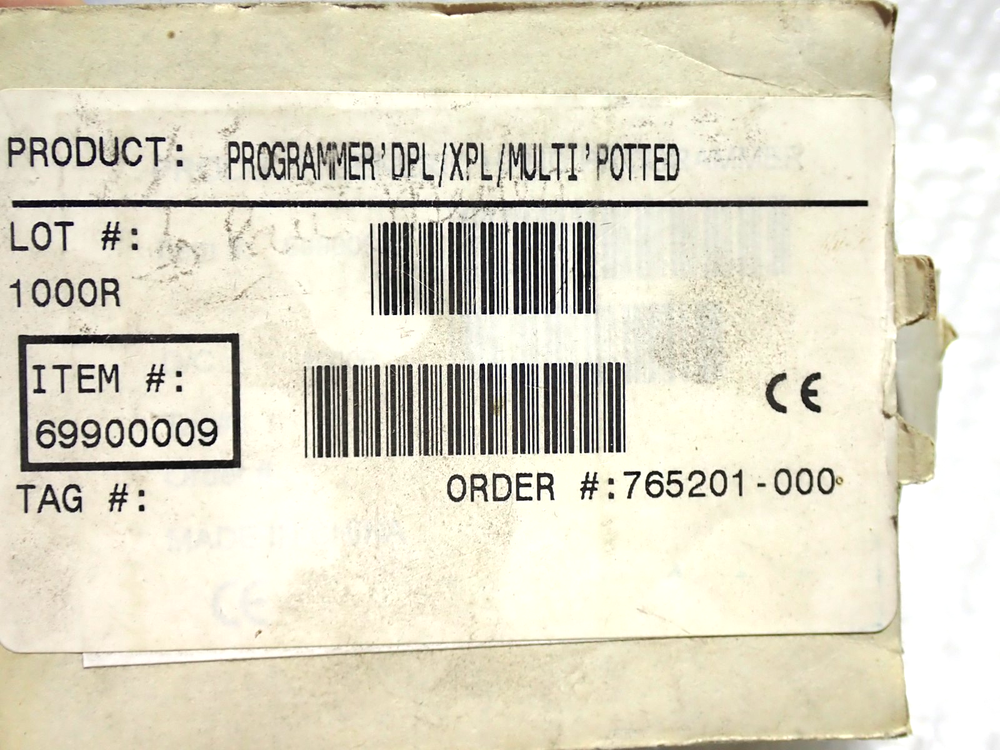 PRODUCT: PROGRAMMER'DPL/XPL/MULTI'POTTED
LOT #:
1000R
ITEM #:
69900009
CE
TAG #:
ORDER #:765201-000